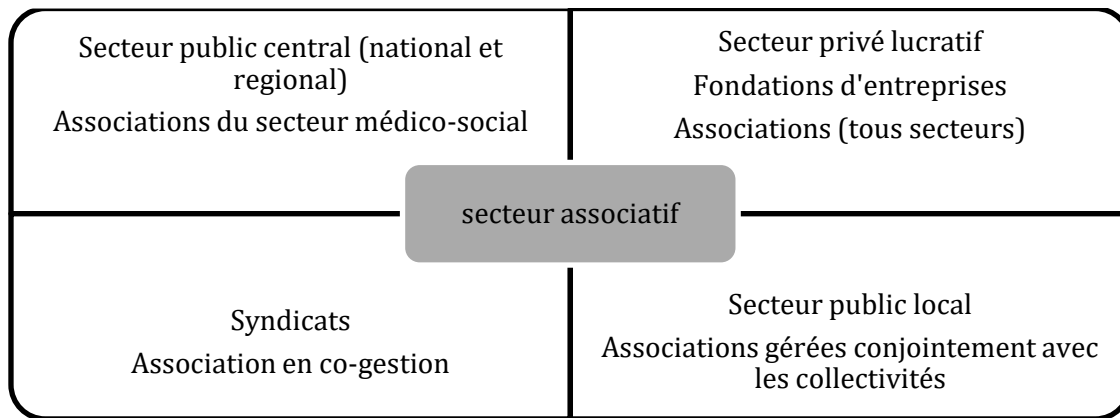 Secteur public central (national et
regional)
Associations du secteur médico-social
Secteur privé lucratif
Fondations d'entreprises
Associations (tous secteurs)
secteur associatif
Syndicats
Association en co-gestion
Secteur public local
Associations gérées conjointement avec
les collectivités